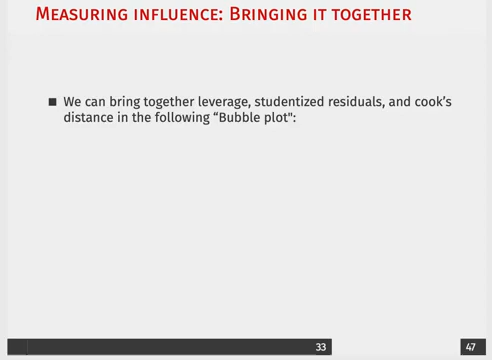 MEASURING INFLUENCE: BRINGING IT TOGETHER
■ We can bring together leverage, studentized residuals, and cook's
distance in the following “Bubble plot":
33
47